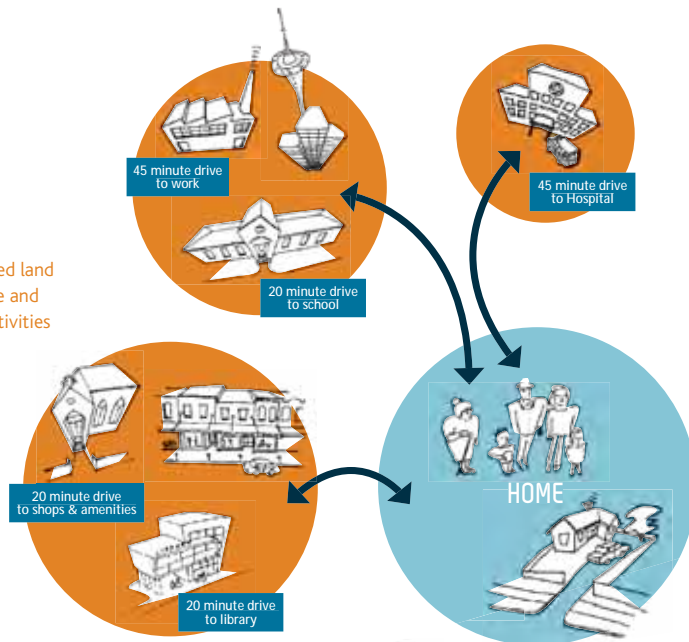 45 minute drive
to work
45 minute drive
to Hospital
20 minute drive
to school
ed land
e and
tivities
20 minute drive
to shops & amenities
HOME
20 minute drive
to library